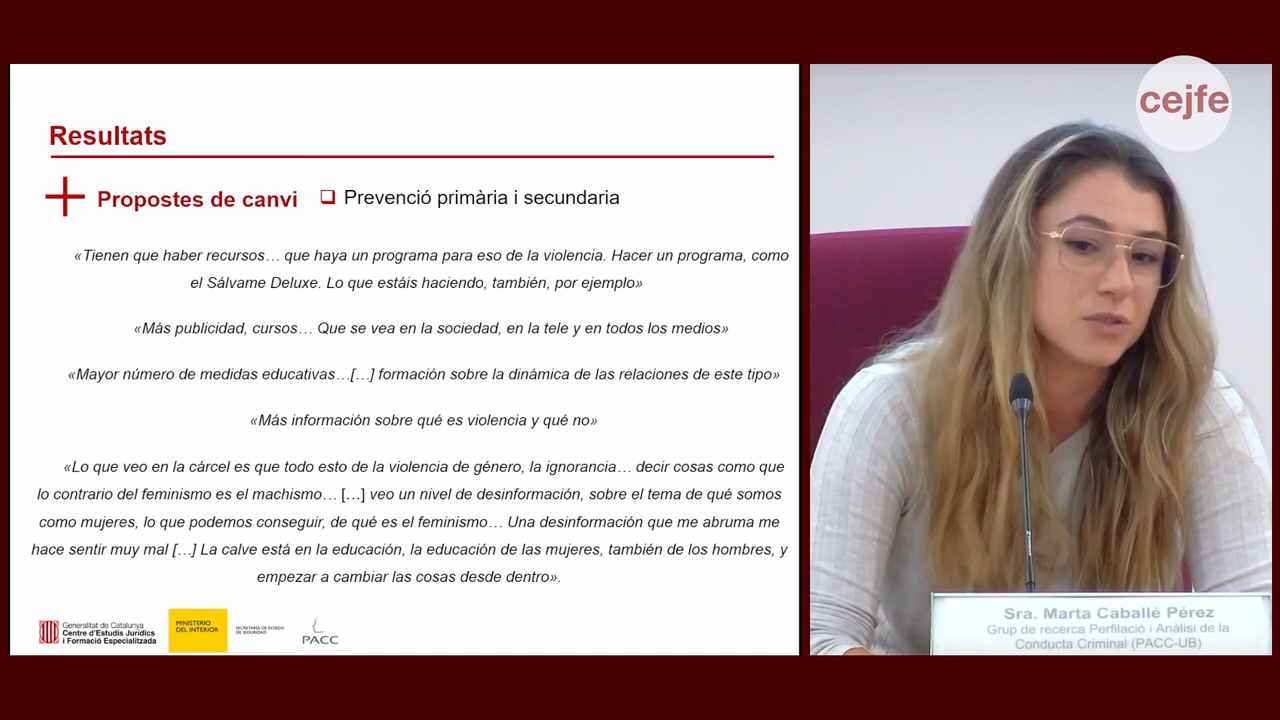 Resultats
Propostes de canvi
Prevenció primària i secundaria
«Tienen que haber recursos… que haya un programa para eso de la violencia. Hacer un programa, como
el Sálvame Deluxe. Lo que estáis haciendo, también, por ejemplo»
«Más publicidad, cursos… Que se vea en la sociedad, en la tele y en todos los medios»
«Mayor número de medidas educativas…[…] formación sobre la dinámica de las relaciones de este tipo»
«Más información sobre qué es violencia y qué no»
«Lo que veo en la cárcel es que todo esto de la violencia de género, la ignorancia… decir cosas como que
lo contrario del feminismo es el machismo… […] veo un nivel de desinformación, sobre el tema de qué somos
como mujeres, lo que podemos conseguir, de qué es el feminismo… Una desinformación que me abruma me
hace sentir muy mal […] La calve está en la educación, la educación de las mujeres, también de los hombres, y
empezar a cambiar las cosas desde dentro».
Generalitat de Catalunya
Centre d'Estudis Jurídics
i Formació Especialitzada
MINISTERIO
DEL INTERIOR
SECRETARÍA DE ESTADO
DE SEGURIDAD
PACC
cejfe
Sra. Marta Caballé Pérez
Grup de recerca Perfilació i Anàlisi de la
Conducta Criminal (PACC-UB)